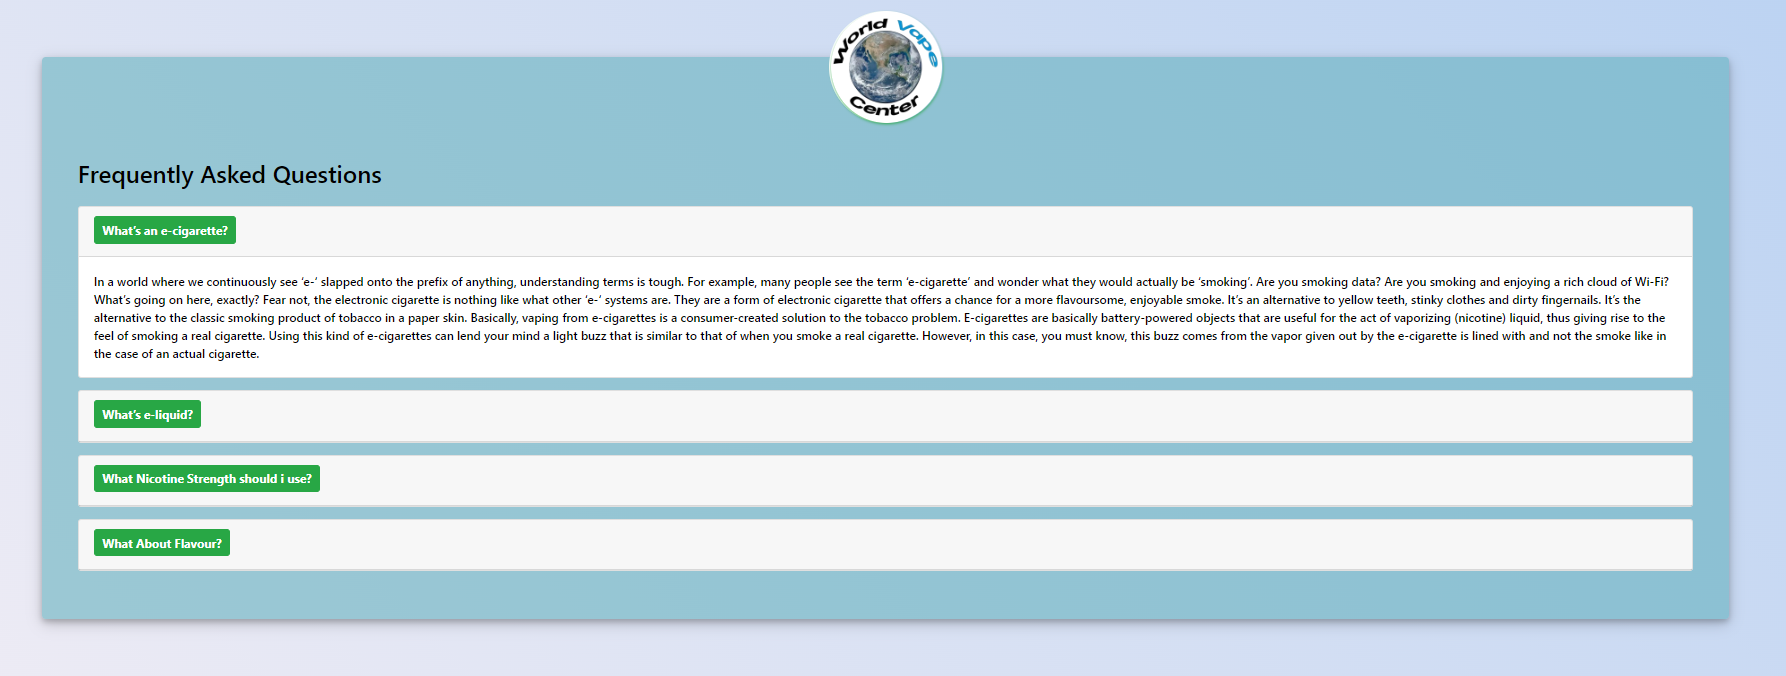 World Vape
Center
Frequently Asked Questions
What's an e-cigarette?
In a world where we continuously see ‘e-‘ slapped onto the prefix of anything, understanding terms is tough. For example, many people see the term ‘e-cigarette’ and wonder what they would actually be ‘smoking’. Are you smoking data? Are you smoking and enjoying a rich cloud of Wi-Fi?
What’s going on here, exactly? Fear not, the electronic cigarette is nothing like what other ‘e-‘ systems are. They are a form of electronic cigarette that offers a chance for a more flavoursome, enjoyable smoke. It’s an alternative to yellow teeth, stinky clothes and dirty fingernails. It’s the
alternative to the classic smoking product of tobacco in a paper skin. Basically, vaping from e-cigarettes is a consumer-created solution to the tobacco problem. E-cigarettes are basically battery-powered objects that are useful for the act of vaporizing (nicotine) liquid, thus giving rise to the
feel of smoking a real cigarette. Using this kind of e-cigarettes can lend your mind a light buzz that is similar to that of when you smoke a real cigarette. However, in this case, you must know, this buzz comes from the vapor given out by the e-cigarette is lined with and not the smoke like in
the case of an actual cigarette.
What's e-liquid?
What Nicotine Strength should i use?
What About Flavour?